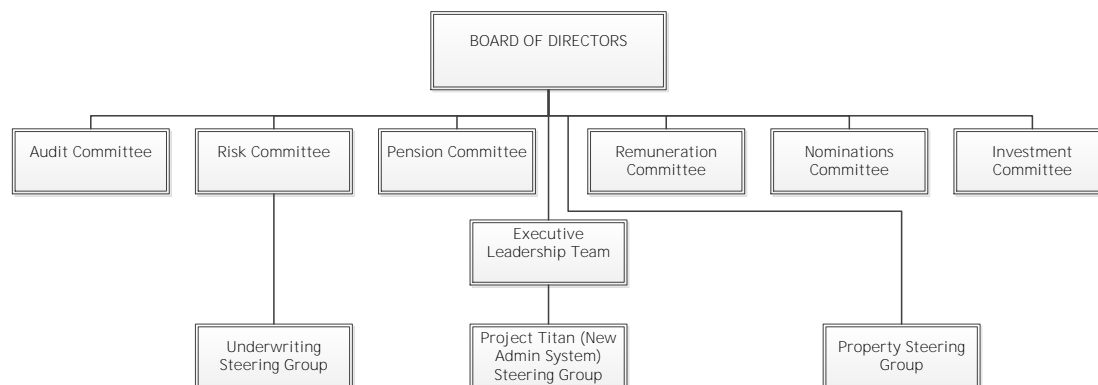 BOARD OF DIRECTORS
Audit Committee
Risk Committee
Pension Committee
Remuneration
Committee
Nominations
Committee
Investment
Committee
Executive
Leadership Team
Underwriting
Steering Group
Project Titan (New
Admin System)
Steering Group
Property Steering
Group